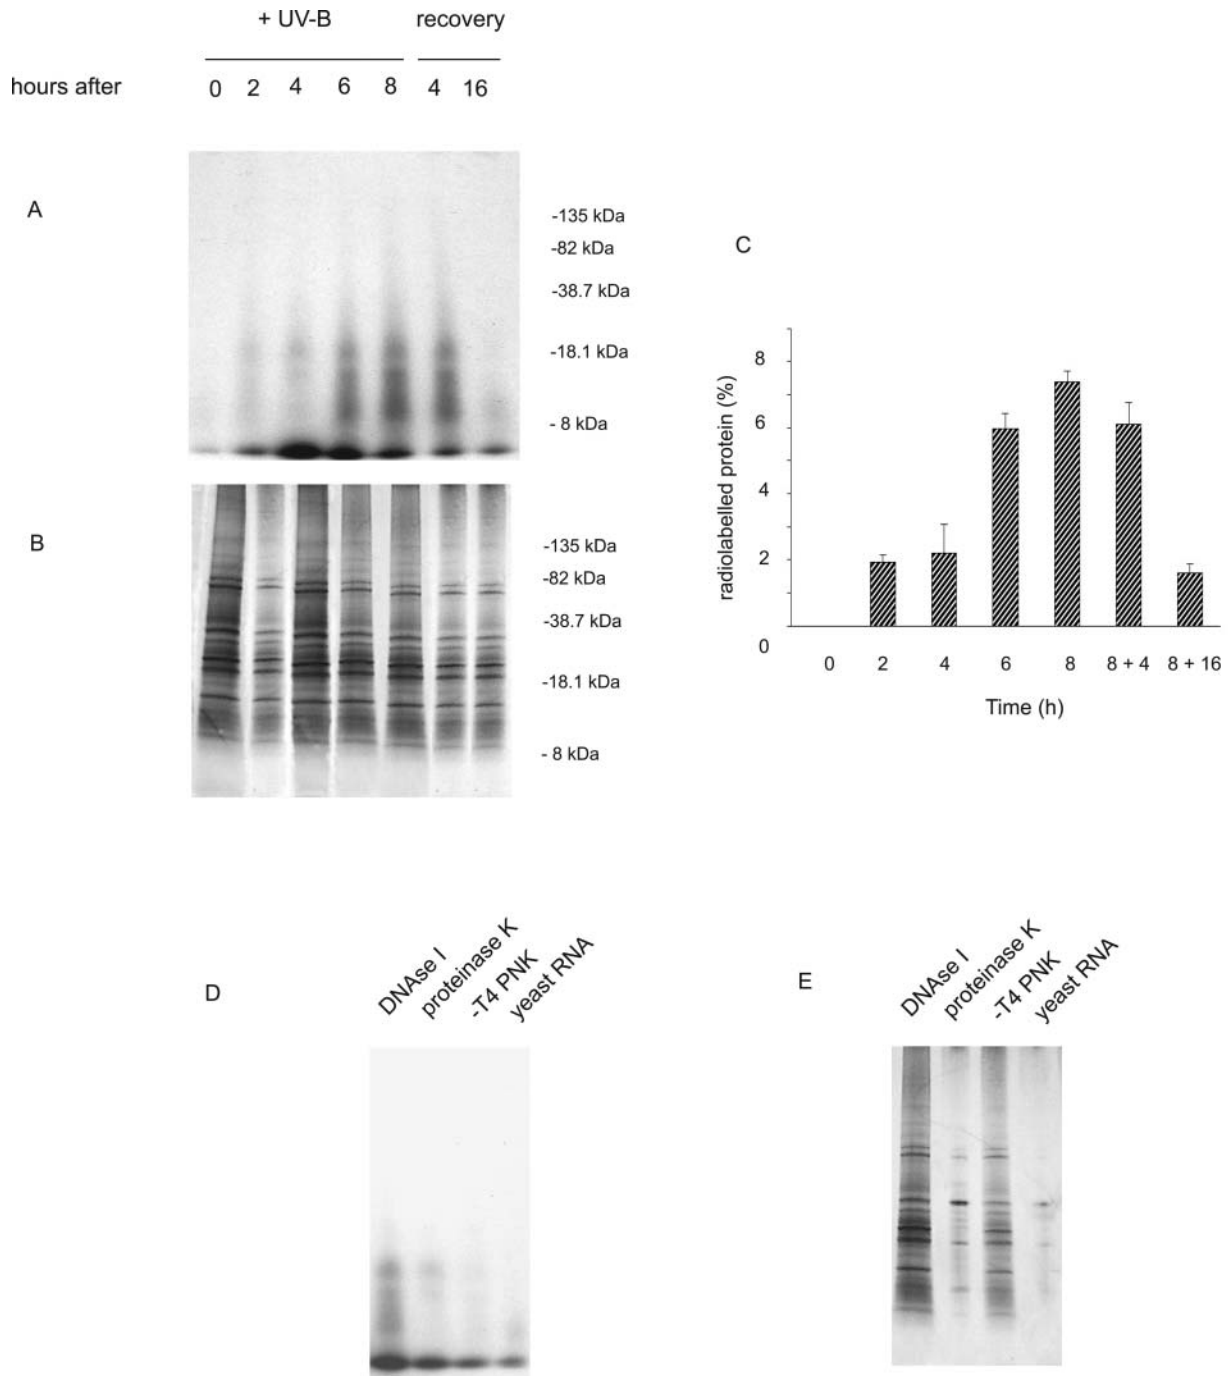 + UV-B recovery
hours after 0 2 4 6 8 4 16
A
-135 kDa
-82 kDa
-38.7 kDa
-18.1 kDa
- 8 kDa
B
-135 kDa
-82 kDa
-38.7 kDa
-18.1 kDa
- 8 kDa
C
radiolabelled protein (%)
8
6
4
2
0
0 2 4 6 8 8 + 4 8 + 16
Time (h)
D
DNAse I
proteinase K
-T4 PNK
yeast RNA
E
DNAse I
proteinase K
-T4 PNK
yeast RNA